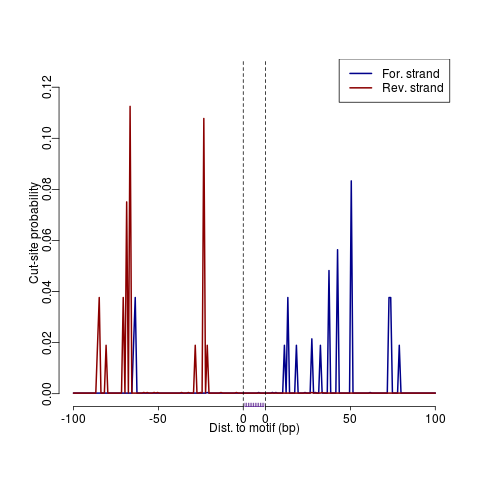 For. strand
Rev. strand
Cut-site probability
0.12
0.10
0.08
0.06
0.04
0.02
0.00
-100 -50 0 0 50 100
Dist. to motif (bp)